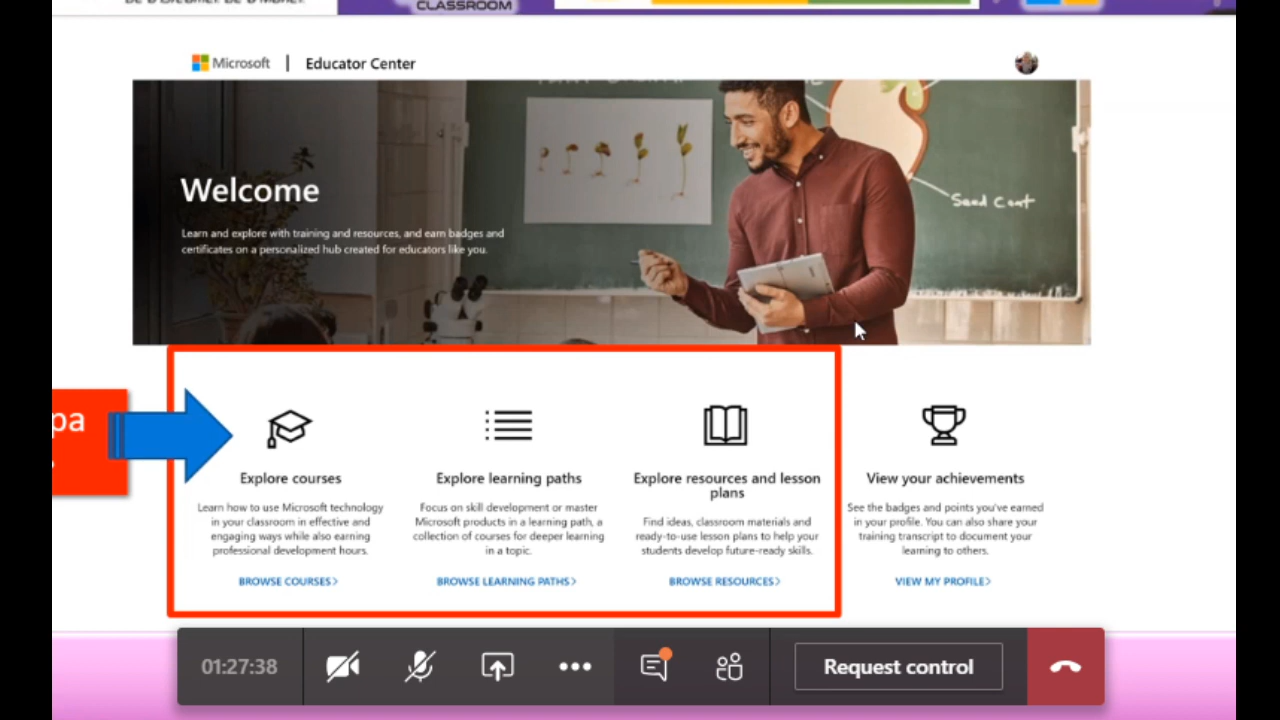 CLASSROOM
Microsoft | Educator Center
Welcome
Learn and explore with training and resources, and earn badges and
certificates on a personalized hub created for educators like you.
Seed Coat
pa
Explore courses
Learn how to use Microsoft technology
in your classroom in effective and
engaging ways while also earning
professional development hours.
BROWSE COURSES>
Explore learning paths
Focus on skill development or master
Microsoft products in a learning path, a
collection of courses for deeper learning
in a topic.
BROWSE LEARNING PATHS>
Explore resources and lesson
plans
Find ideas, classroom materials and
ready-to-use lesson plans to help your
students develop future-ready skills.
BROWSE RESOURCES>
View your achievements
See the badges and points you've earned
in your profile. You can also share your
training transcript to document your
learning to others.
VIEW MY PROFILE>
01:27:38
Request control